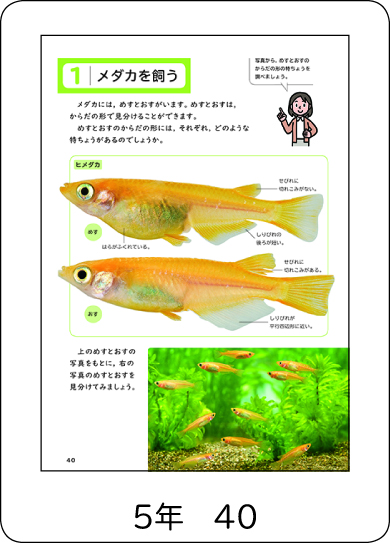 1 メダカを飼う
写真から，めすとおすの
からだの形の特ちょうを
調べましょう。
メダカには，めすとおすがいます。めすとおすは，
からだの形で見分けることができます。
めすとおすのからだの形には，それぞれ，どのような
特ちょうがあるのでしょうか。
ヒメダカ
せびれに
切れこみがない。
めす
はらがふくれている。
しりびれの
後ろが短い。
せびれに
切れこみがある。
おす
しりびれが
平行四辺形に近い。
上のめすとおすの
写真をもとに，右の
写真のめすとおすを
見分けてみましょう。
40
5年 40